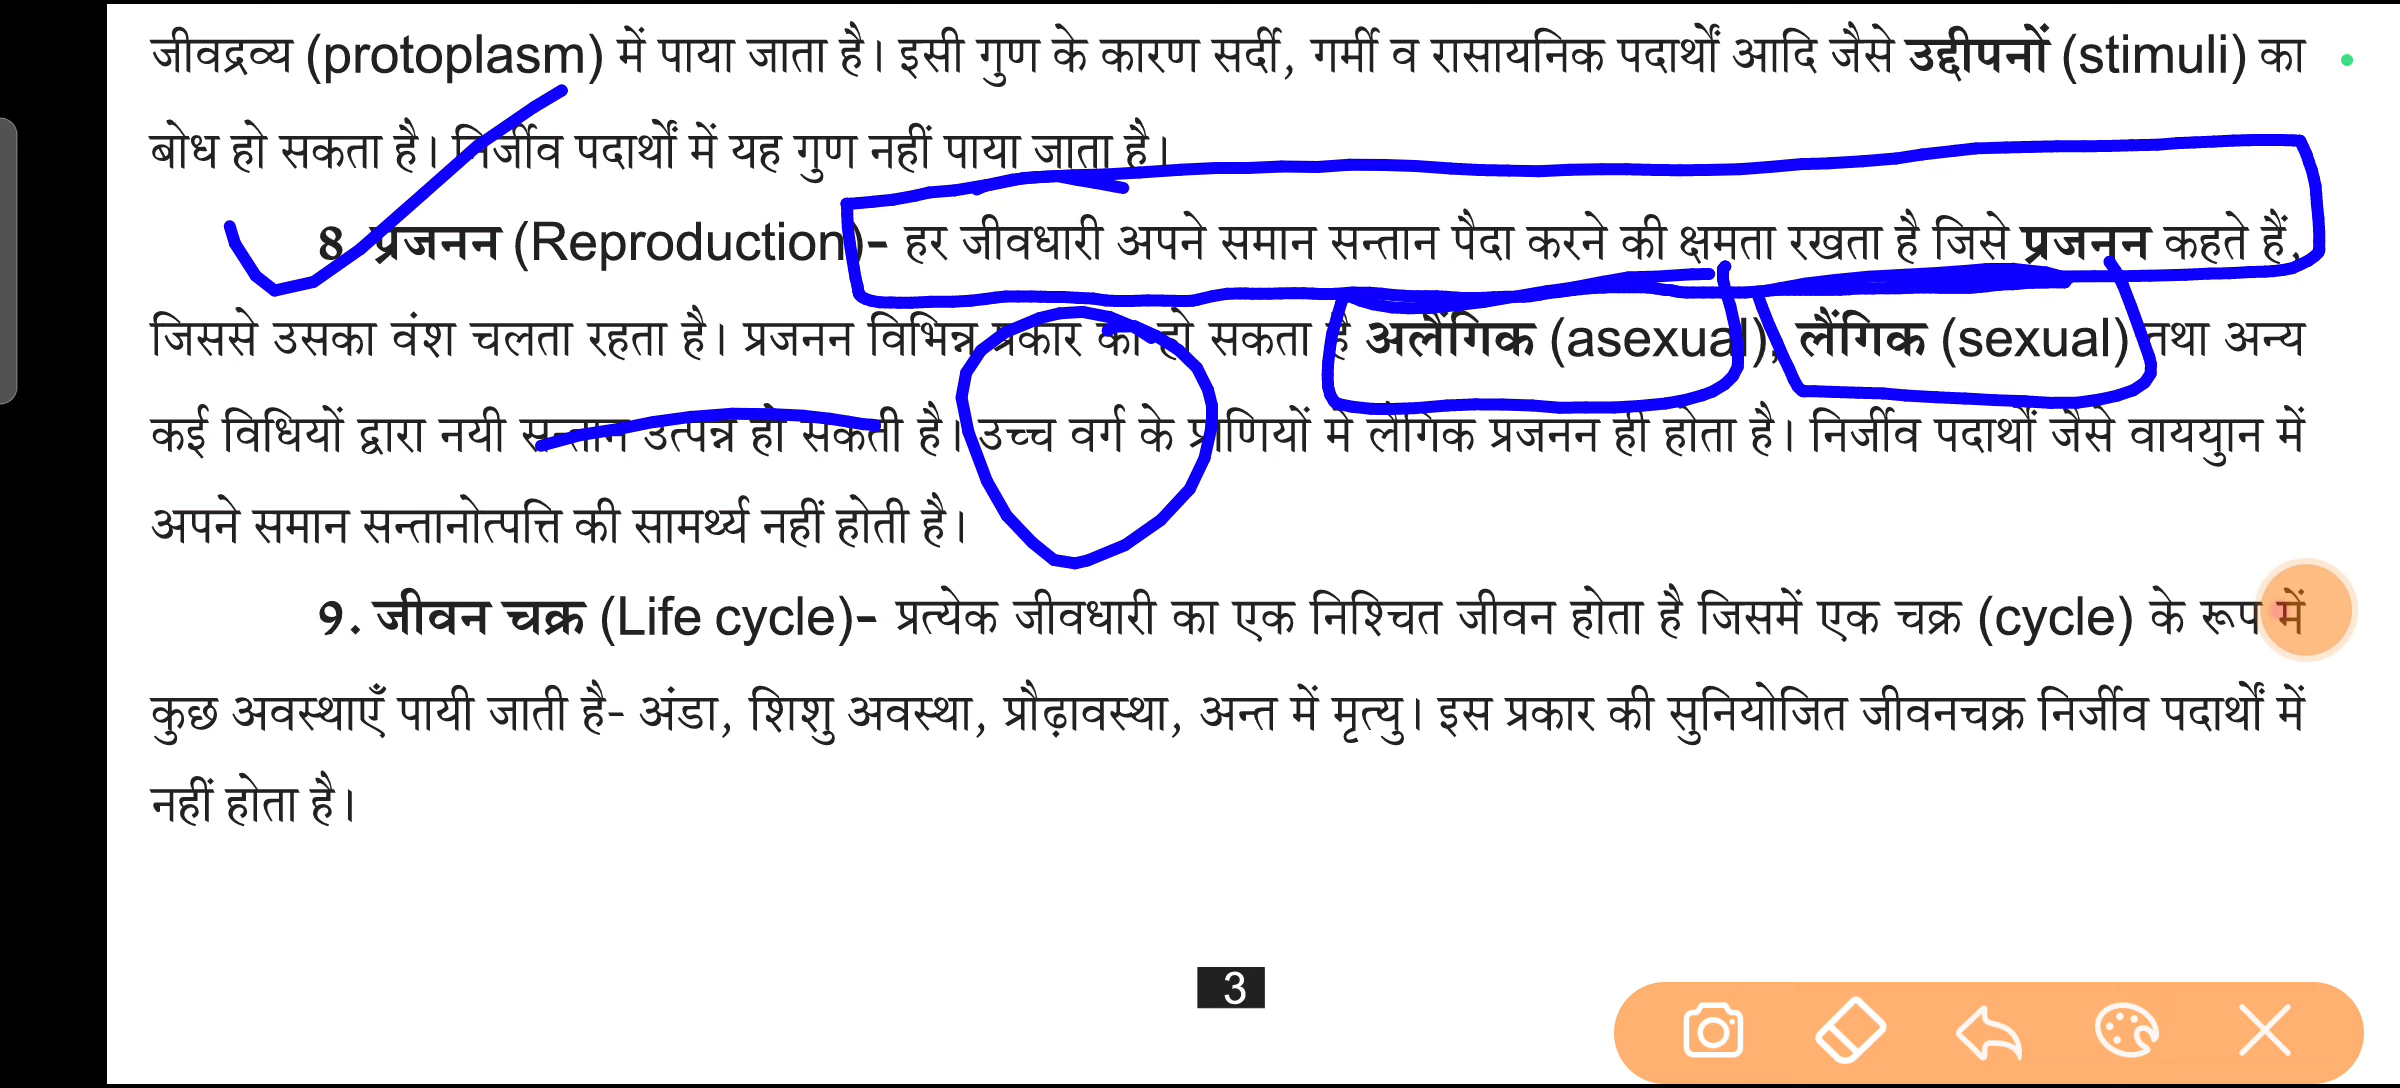 जीवद्रव्य (protoplasm) में पाया जाता है। इसी गुण के कारण सर्दी, गर्मी व रासायनिक पदार्थों आदि जैसे उद्दीपनों (stimuli) का
बोध हो सकता है। निर्जीव पदार्थों में यह गुण नहीं पाया जाता है।
8. प्रजनन (Reproduction)- हर जीवधारी अपने समान सन्तान पैदा करने की क्षमता रखता है जिसे प्रजनन कहते हैं,
जिससे उसका वंश चलता रहता है। प्रजनन विभिन्न प्रकार का हो सकता है अलैंगिक (asexual), लैंगिक (sexual) तथा अन्य
कई विधियों द्वारा नयी सन्तान उत्पन्न हो सकती है। उच्च वर्ग के प्राणियों में लैंगिक प्रजनन ही होता है। निर्जीव पदार्थों जैसे वाययुान में
अपने समान सन्तानोत्पत्ति की सामर्थ्य नहीं होती है।
9. जीवन चक्र (Life cycle)- प्रत्येक जीवधारी का एक निश्चित जीवन होता है जिसमें एक चक्र (cycle) के रूप में
कुछ अवस्थाएँ पायी जाती है- अंडा, शिशु अवस्था, प्रौढ़ावस्था, अन्त में मृत्यु। इस प्रकार की सुनियोजित जीवनचक्र निर्जीव पदार्थों में
नहीं होता है।
3